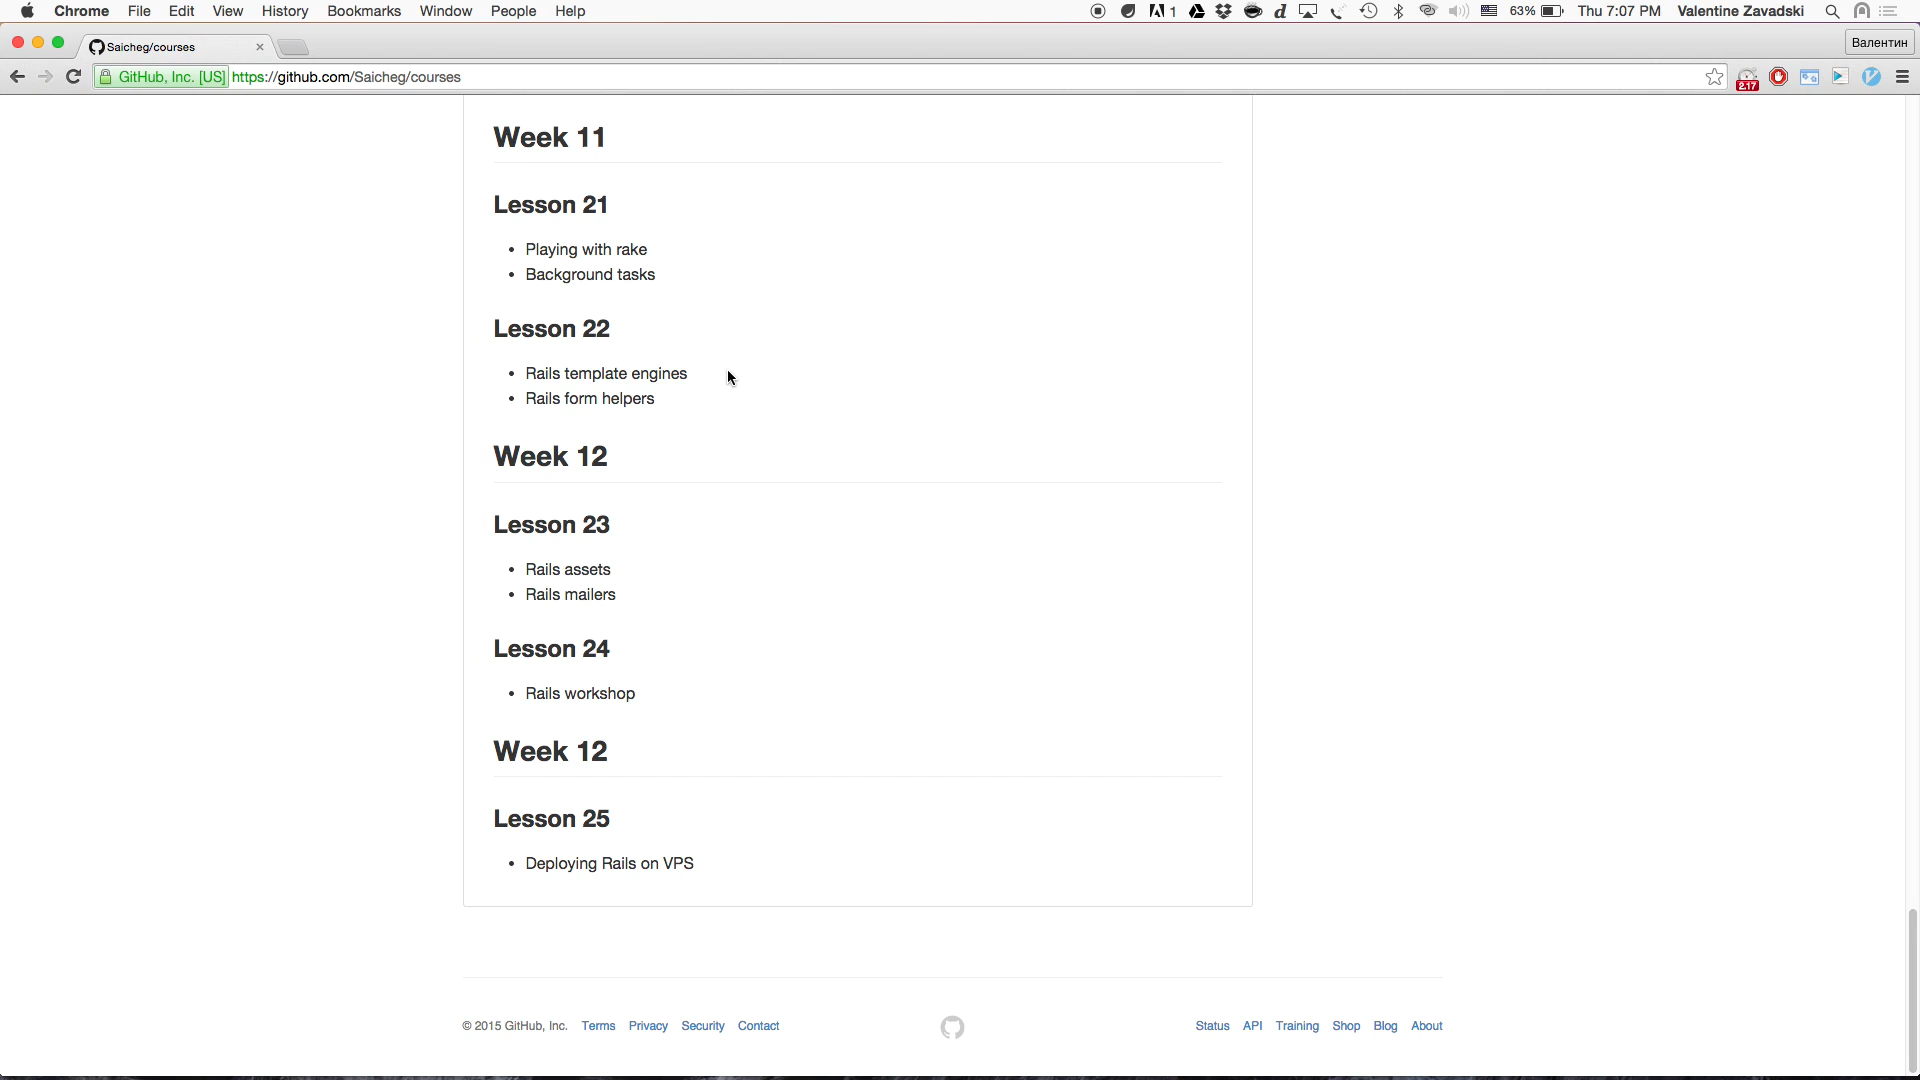 Chrome File Edit View History Bookmarks Window People Help 1 63% Thu 7:07 PM Valentine Zavadski
Saicheg/courses Валентин
GitHub, Inc. [US] https://github.com/Saicheg/courses 2.17
Week 11
Lesson 21
• Playing with rake
• Background tasks
Lesson 22
• Rails template engines
• Rails form helpers
Week 12
Lesson 23
• Rails assets
• Rails mailers
Lesson 24
• Rails workshop
Week 12
Lesson 25
• Deploying Rails on VPS
© 2015 GitHub, Inc. Terms Privacy Security Contact Status API Training Shop Blog About